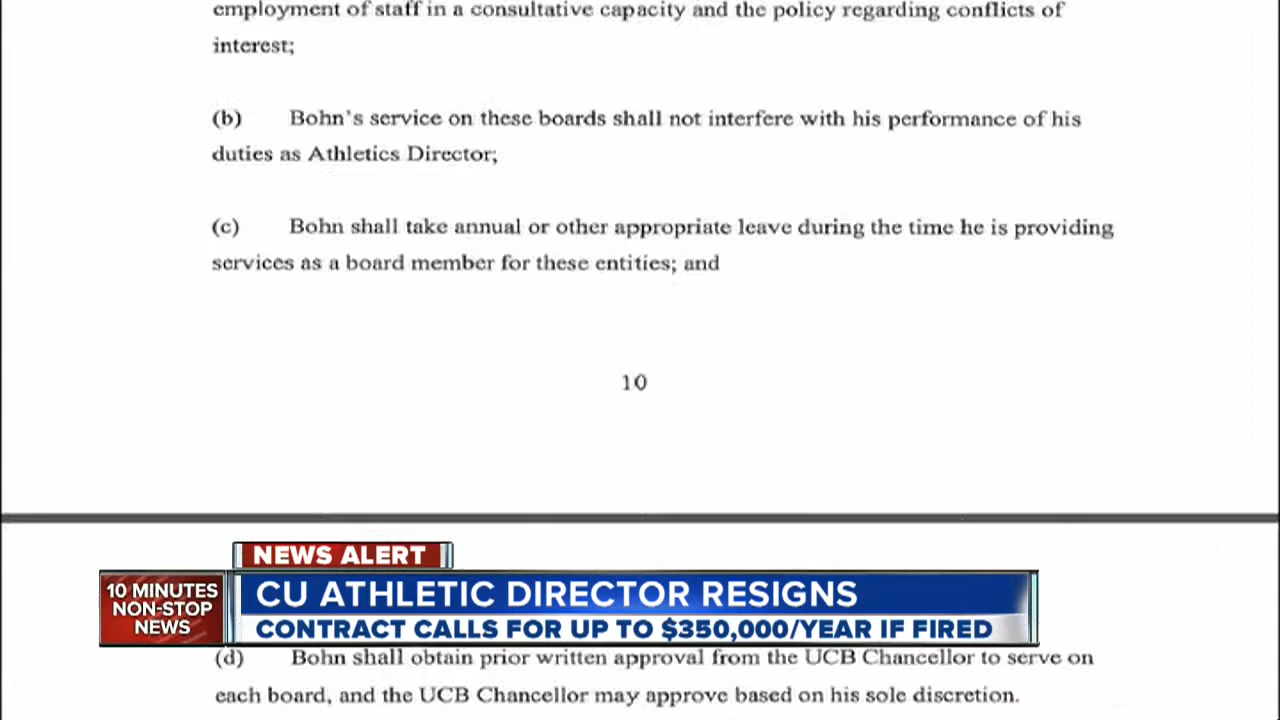 employment of staff in a consultative capacity and the policy regarding conflicts of
interest;
(b) Bohn's service on these boards shall not interfere with his performance of his
duties as Athletics Director;
(c) Bohn shall take annual or other appropriate leave during the time he is providing
services as a board member for these entities; and
10
NEWS ALERT
10 MINUTES
NON-STOP
NEWS
CU ATHLETIC DIRECTOR RESIGNS
CONTRACT CALLS FOR UP TO $350,000/YEAR IF FIRED
(d) Bohn shall obtain prior written approval from the UCB Chancellor to serve on
each board, and the UCB Chancellor may approve based on his sole discretion.